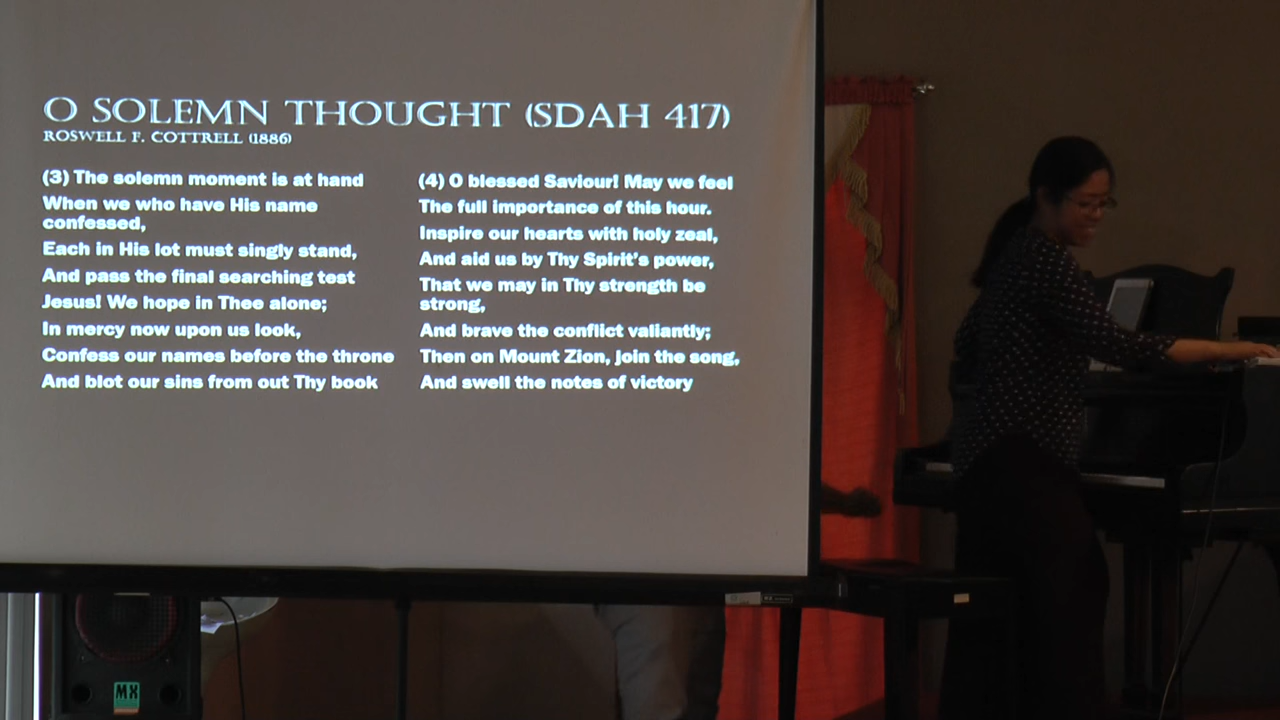 O SOLEMN THOUGHT (SDAH 417)
ROSWELL F. COTTRELL (1886)
(3) The solemn moment is at hand
When we who have His name
confessed,
Each in His lot must singly stand,
And pass the final searching test
Jesus! We hope in Thee alone;
In mercy now upon us look,
Confess our names before the throne
And blot our sins from out Thy book
(4) O blessed Saviour! May we feel
The full importance of this hour.
Inspire our hearts with holy zeal,
And aid us by Thy Spirit's power,
That we may in Thy strength be
strong,
And brave the conflict valiantly;
Then on Mount Zion, join the song,
And swell the notes of victory
MX